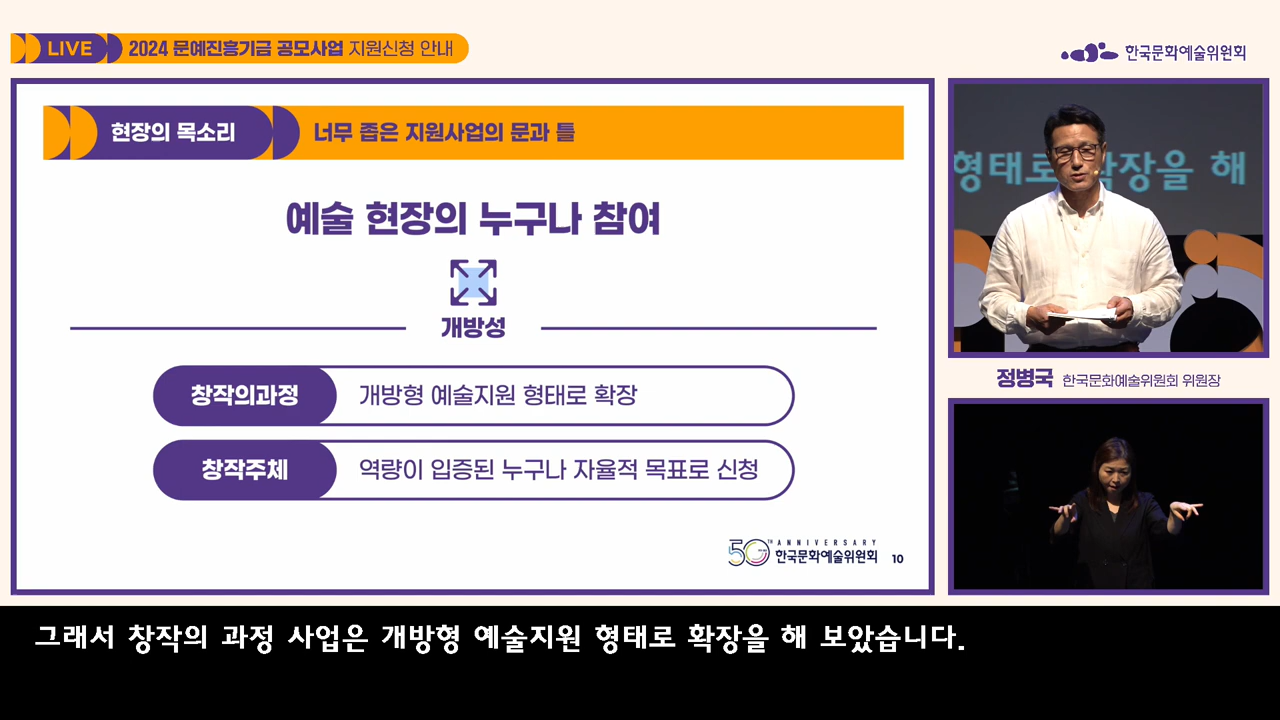 LIVE 2024 문예진흥기금 공모사업 지원신청 안내
한국문화예술위원회
현장의 목소리 너무 좁은 지원사업의 문과 틀
예술 현장의 누구나 참여
개방성
창작의과정 개방형 예술지원 형태로 확장
창작주체 역량이 입증된 누구나 자율적 목표로 신청
50TH ANNIVERSARY
한국문화예술위원회 10
형태로 확장을 해
정병국 한국문화예술위원회 위원장
그래서 창작의 과정 사업은 개방형 예술지원 형태로 확장을 해 보았습니다.